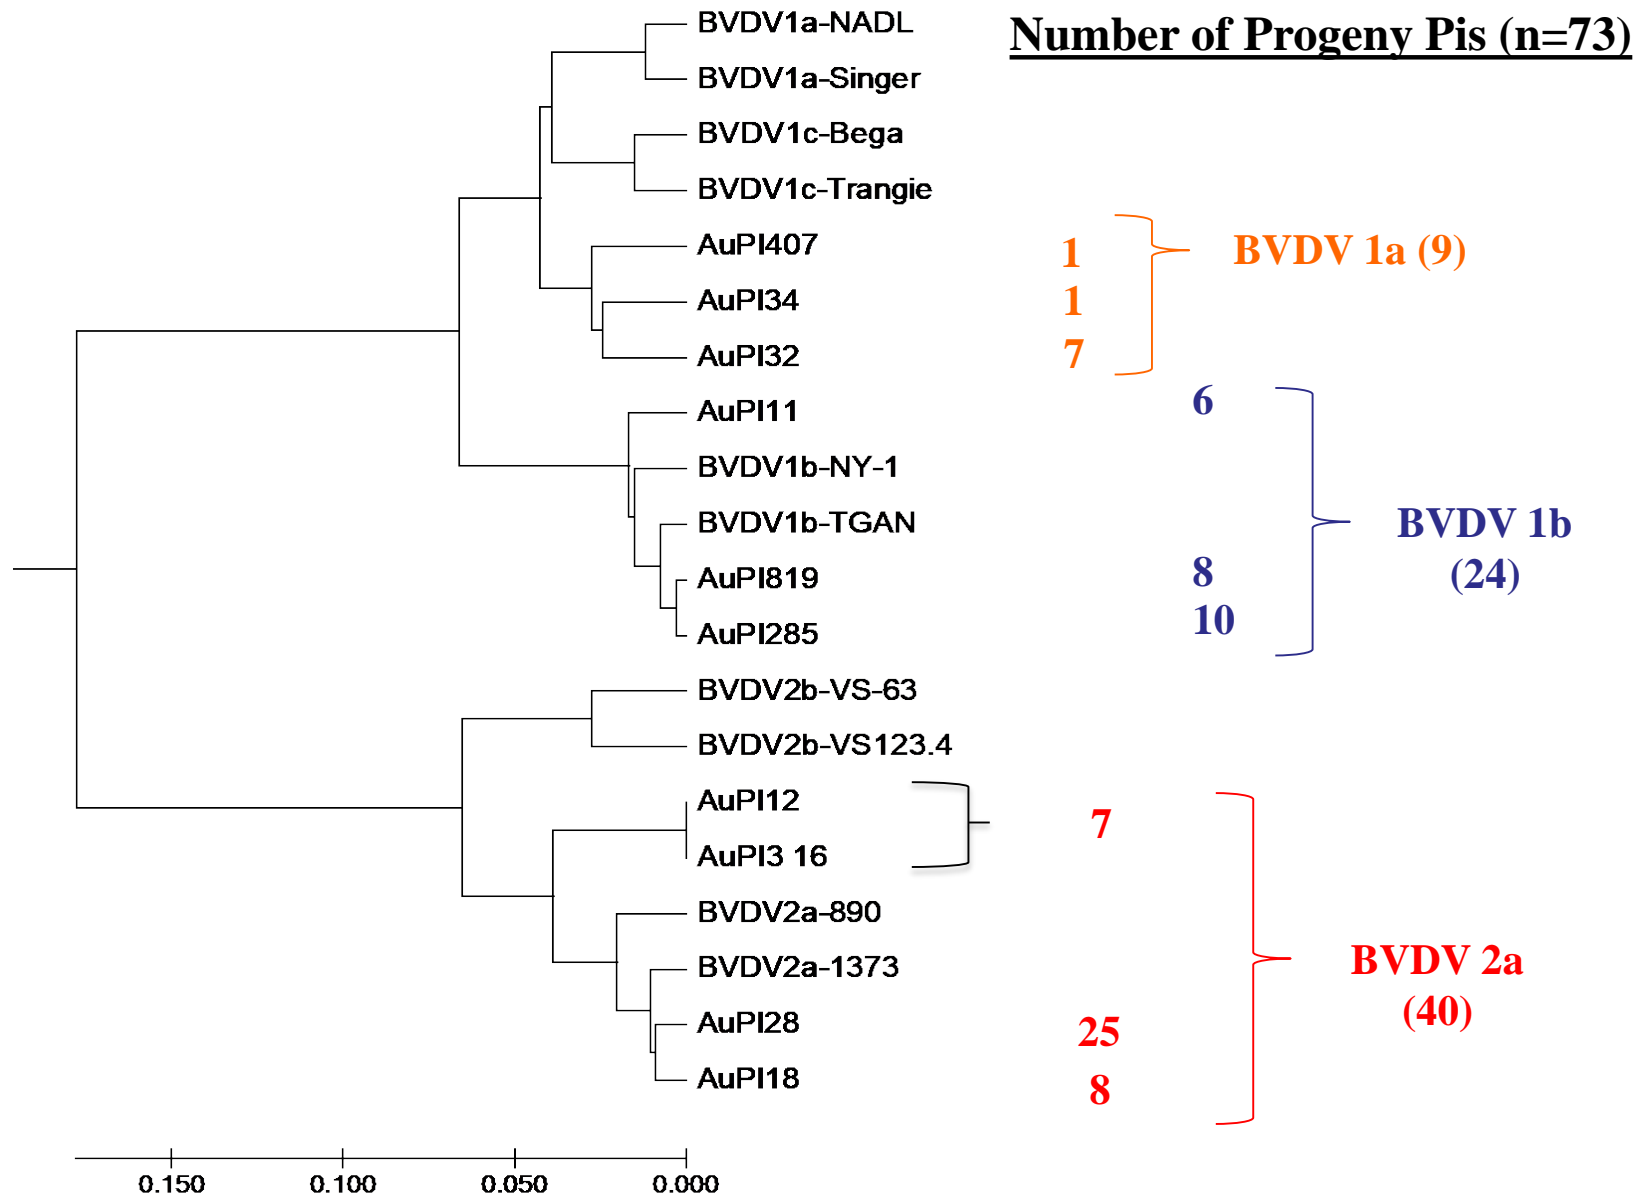 BVDV1a-NADL
Number of Progeny Pis (n=73)
BVDV1a-Singer
BVDV1c-Bega
BVDV1c-Trangie
AuPI407
1
BVDV 1a (9)
AuPI34
1
AuPI32
7
AuPI11
6
BVDV1b-NY-1
BVDV1b-TGAN
BVDV 1b
(24)
AuPI819
8
AuPI285
10
BVDV2b-VS-63
BVDV2b-VS123.4
AuPI12
7
AuPI3 16
BVDV2a-890
BVDV2a-1373
BVDV 2a
(40)
AuPI28
25
AuPI18
8
0.150 0.100 0.050 0.000